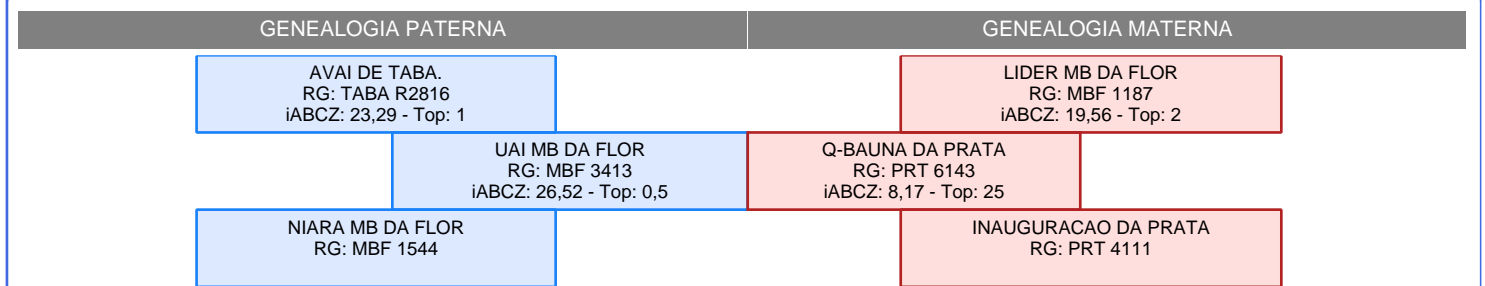 GENEALOGIA PATERNA
GENEALOGIA MATERNA
AVAI DE TABA.
RG: TABA R2816
iABCZ: 23,29 - Top: 1
LIDER MB DA FLOR
RG: MBF 1187
iABCZ: 19,56 - Top: 2
UAI MB DA FLOR
RG: MBF 3413
iABCZ: 26,52 - Top: 0,5
Q-BAUNA DA PRATA
RG: PRT 6143
iABCZ: 8,17 - Top: 25
NIARA MB DA FLOR
RG: MBF 1544
INAUGURACAO DA PRATA
RG: PRT 4111